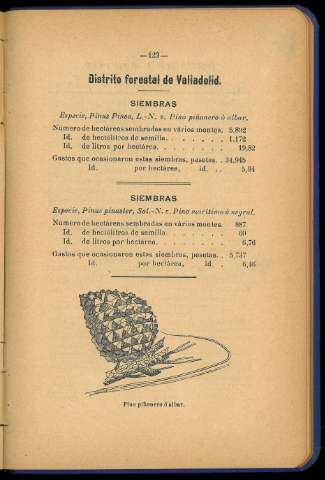 —123—
Distrito forestal de Valladolid.
SIEMBRAS
Especie, Pinus Pinea, L.-N. v. Pino piñonero ó albar.
Número de hectáreas sembradas en varios montes. 5,892
Id. de hectólitros de semilla. . . . . . 1,172
Id. de litros por hectárea. . . . . . . 19,82
Gastos que ocasionaron estas siembras, pesetas. . 34,945
Id. por hectárea, id. . . 5,94
SIEMBRAS
Especie, Pinus pinaster, Sol.-N. v. Pino marítimo ó negral.
Número de hectáreas sembradas en varios montes. 887
Id. de hectólitros de semilla. . . . . . 60
Id. de litros por hectárea. . . . . . . 6,76
Gastos que ocasionaron estas siembras, pesetas. . 5,737
Id. por hectárea, id. . 6,46
Pino piñonero ó albar.